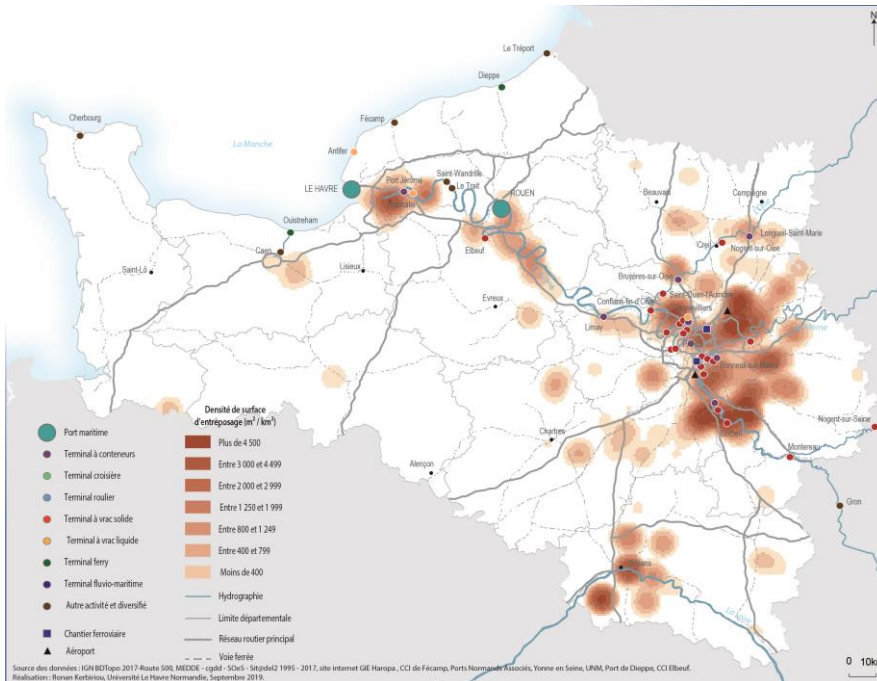 N
Le Tréport
Dieppe
Cherbourg
Fécamp
La Manche
Antifer
Saint-Wandrille
Port Jérôme
Le Trait
LE HAVRE
ROUEN
Beauvais
Compiègne
Ouistreham
Longueil-Saint-Marie
Creil
Nogent-sur-Oise
Caen
Elbeuf
Saint-Lô
Lisieux
Bruyères-sur-Oise
Saint-Ouen-l'Aumône
Evreux
Conflans-fin-d'Oise
Limay
Marne
Bonneuil-sur-Marne
Nogent-sur-Seine
Chartres
Montereau
Alençon
Gron
Orléans
La Loire
Port maritime
Terminal à conteneurs
Terminal croisière
Terminal roulier
Terminal à vrac solide
Terminal à vrac liquide
Terminal ferry
Terminal fluvio-maritime
Autre activité et diversifié
Chantier ferroviaire
Aéroport
Densité de surface
d'entréposage (m² / km²)
Plus de 4 500
Entre 3 000 et 4 499
Entre 2 000 et 2 999
Entre 1 250 et 1 999
Entre 800 et 1 249
Entre 400 et 799
Moins de 400
Hydrographie
Limite départementale
Réseau routier principal
Voie ferrée
0 10km
Source des données : IGN BDTopo 2017-Route 500, MEDDE - cgdd - SOeS - Sit@del2 1995 - 2017, site internet GIE Haropa , CCI de Fécamp, Ports Normands Associés, Yonne en Seine, UNM, Port de Dieppe, CCI Elbeuf.
Réalisation : Ronan Kerbiriou, Université Le Havre Normandie, Septembre 2019.